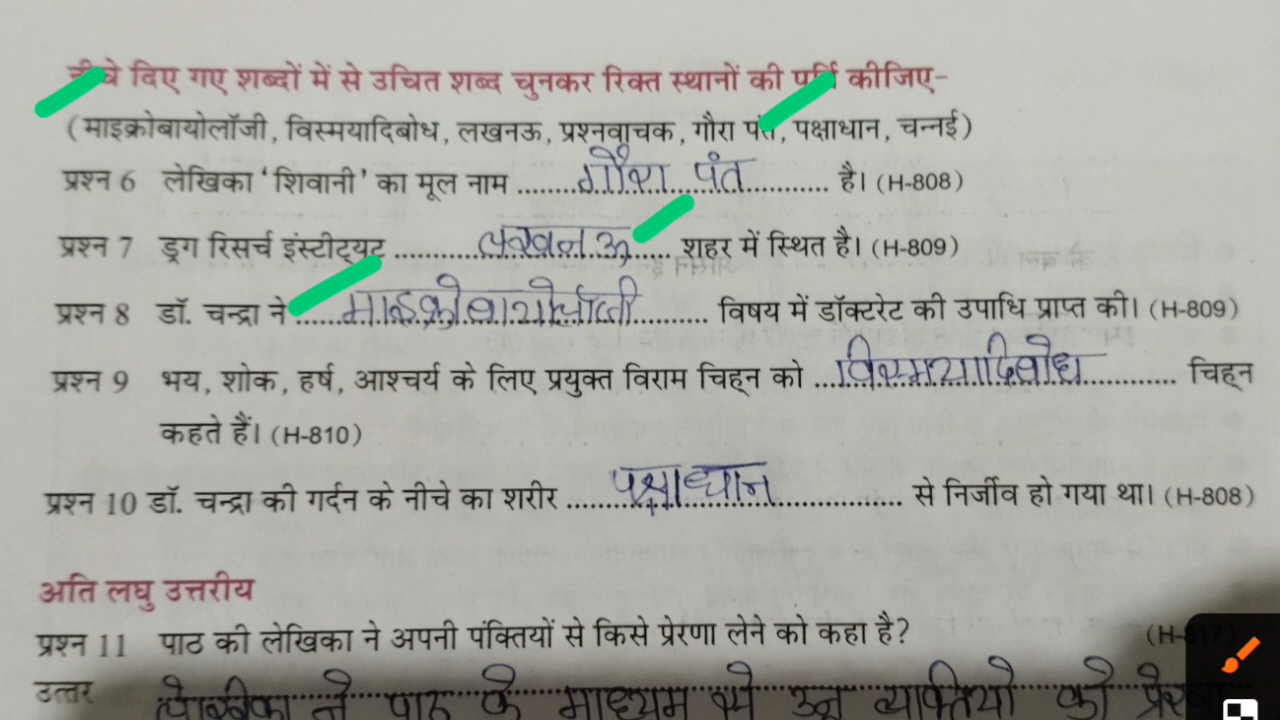 नीचे दिए गए शब्दों में से उचित शब्द चुनकर रिक्त स्थानों की पूर्ति कीजिए-
(माइक्रोबायोलॉजी, विस्मयादिबोध, लखनऊ, प्रश्नवाचक, गौरा पंत, पक्षाधान, चन्नई)
प्रश्न 6 लेखिका 'शिवानी' का मूल नाम ........गौरा पंत........ है। (H-808)
प्रश्न 7 ड्रग रिसर्च इंस्टीट्यूट ........लखनऊ........ शहर में स्थित है। (H-809)
प्रश्न 8 डॉ. चन्द्रा ने ........माइक्रोबायोलॉजी........ विषय में डॉक्टरेट की उपाधि प्राप्त की। (H-809)
प्रश्न 9 भय, शोक, हर्ष, आश्चर्य के लिए प्रयुक्त विराम चिह्न को ........विस्मयादिबोध........ चिह्न
कहते हैं। (H-810)
प्रश्न 10 डॉ. चन्द्रा की गर्दन के नीचे का शरीर ........पक्षाधान........ से निर्जीव हो गया था। (H-808)
अति लघु उत्तरीय
प्रश्न 11 पाठ की लेखिका ने अपनी पंक्तियों से किसे प्रेरणा लेने को कहा है? (H-817)
उत्तर लेखिका ने पाठ के माध्यम से उन व्यक्तियो को